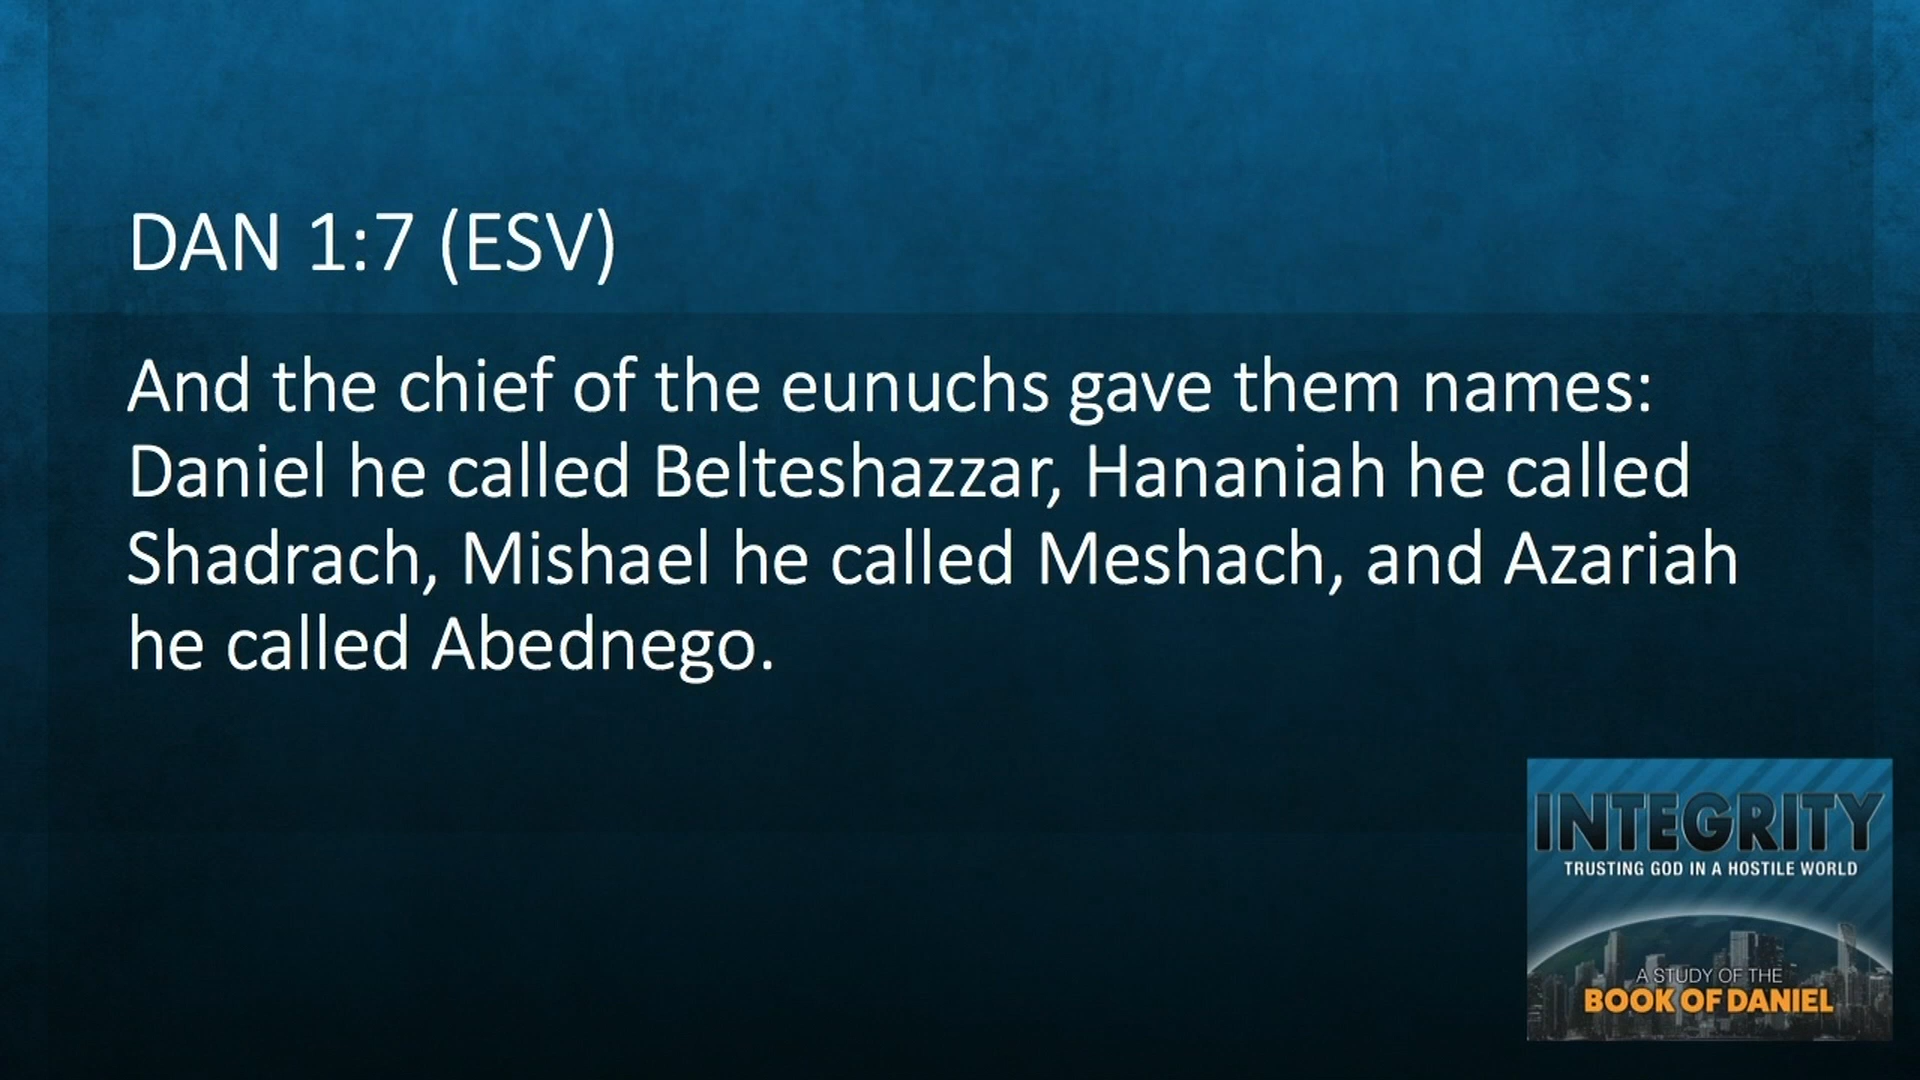 DAN 1:7 (ESV)
And the chief of the eunuchs gave them names:
Daniel he called Belteshazzar, Hananiah he called
Shadrach, Mishael he called Meshach, and Azariah
he called Abednego.
INTEGRITY
TRUSTING GOD IN A HOSTILE WORLD
A STUDY OF THE
BOOK OF DANIEL